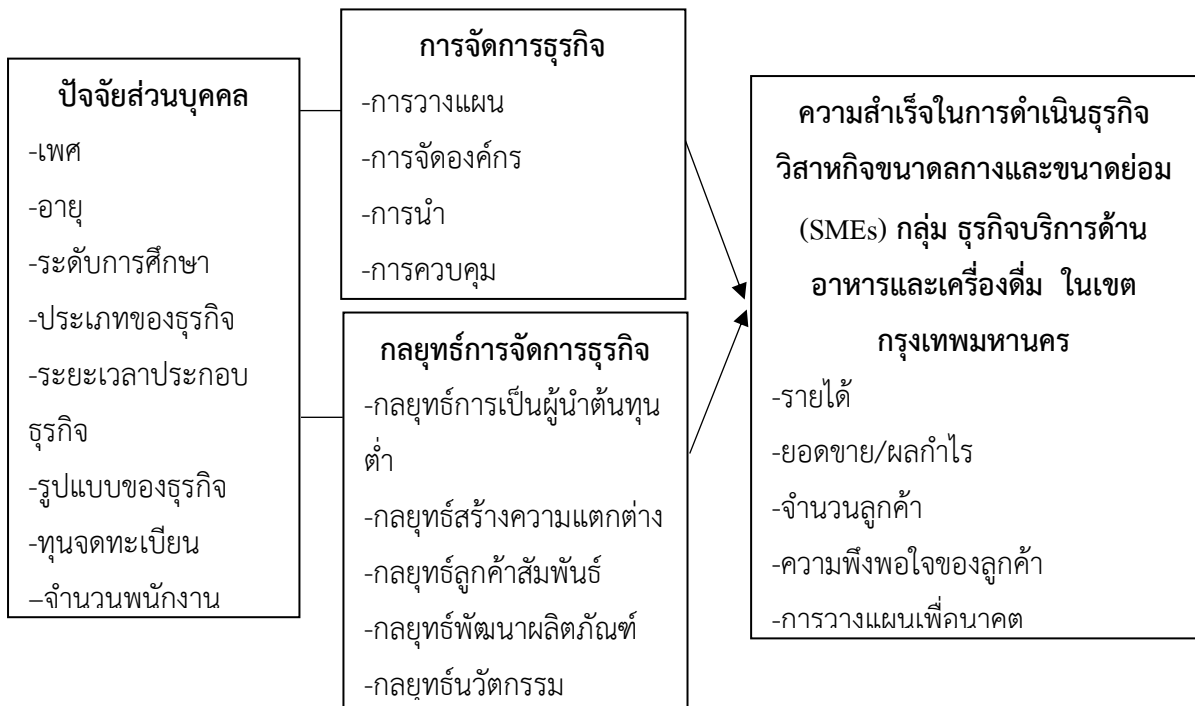 ปัจจัยส่วนบุคคล
-เพศ
-อายุ
-ระดับการศึกษา
-ประเภทของธุรกิจ
-ระยะเวลาประกอบ
ธุรกิจ
-รูปแบบของธุรกิจ
-ทุนจดทะเบียน
–จำนวนพนักงาน
การจัดการธุรกิจ
-การวางแผน
-การจัดองค์กร
-การนำ
-การควบคุม
กลยุทธ์การจัดการธุรกิจ
-กลยุทธ์การเป็นผู้นำต้นทุน
ต่ำ
-กลยุทธ์สร้างความแตกต่าง
-กลยุทธ์ลูกค้าสัมพันธ์
-กลยุทธ์พัฒนาผลิตภัณฑ์
-กลยุทธ์นวัตกรรม
ความสำเร็จในการดำเนินธุรกิจ
วิสาหกิจขนาดลกางและขนาดย่อม
(SMEs) กลุ่ม ธุรกิจบริการด้าน
อาหารและเครื่องดื่ม ในเขต
กรุงเทพมหานคร
-รายได้
-ยอดขาย/ผลกำไร
-จำนวนลูกค้า
-ความพึงพอใจของลูกค้า
-การวางแผนเพื่อนาคต